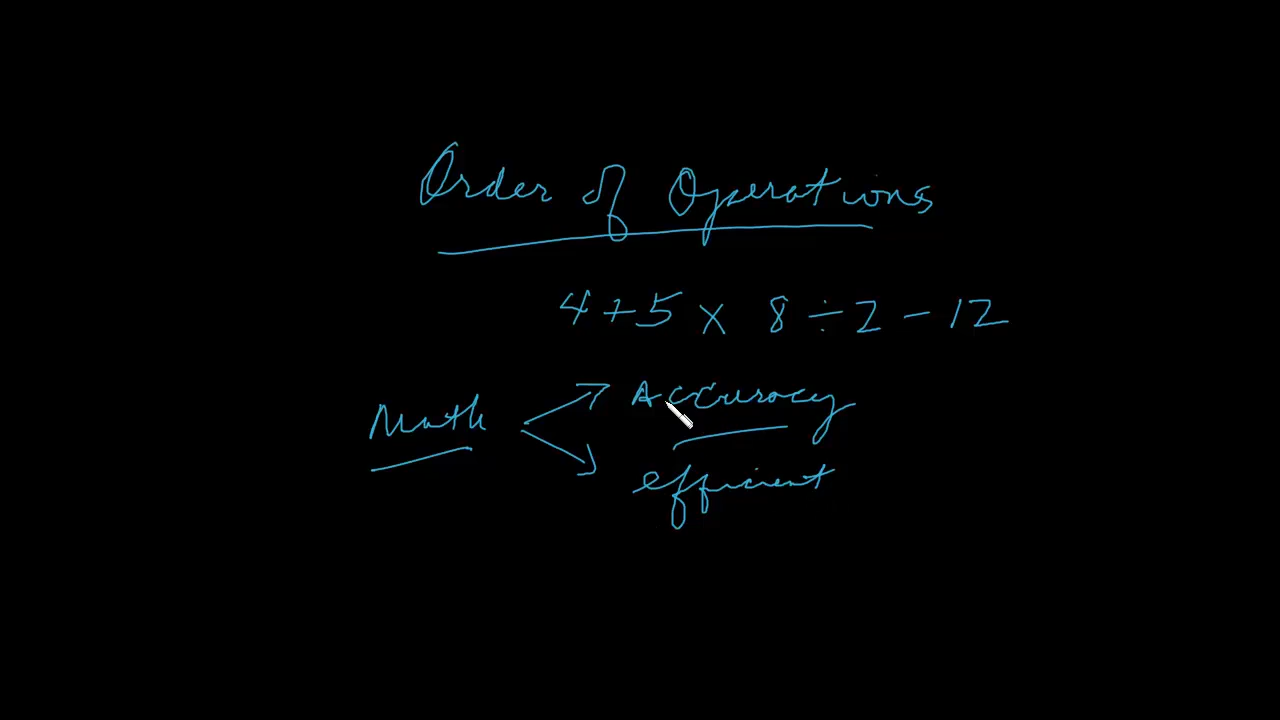 Order of Operations
4+5 x 8÷2-12
Math
Accuracy
efficient